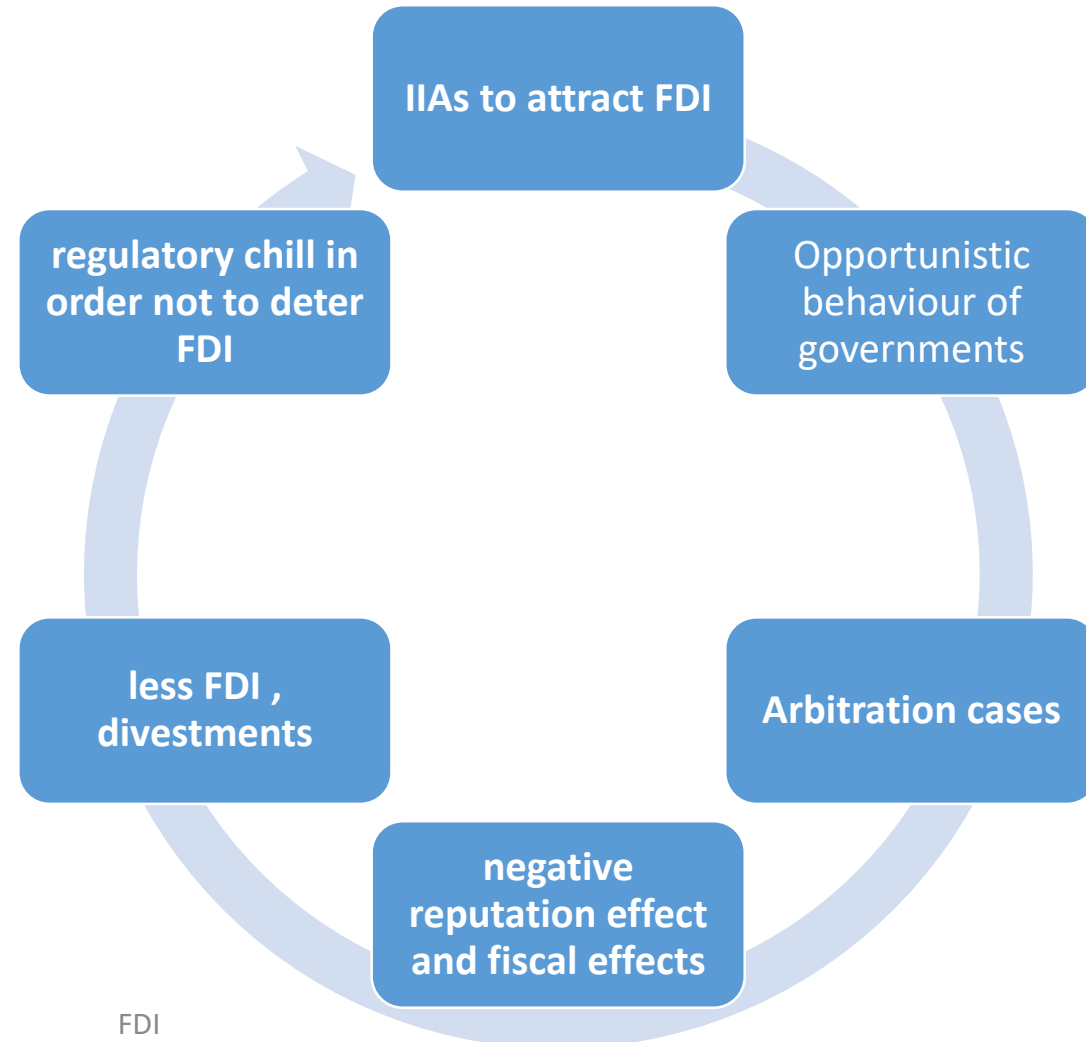 IIAs to attract FDI
Opportunistic
behaviour of
governments
Arbitration cases
negative
reputation effect
and fiscal effects
less FDI ,
divestments
regulatory chill in
order not to deter
FDI
FDI